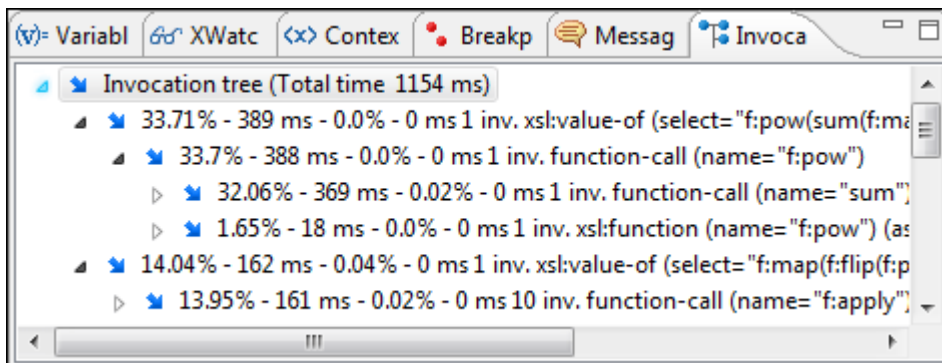 (v)= Variabl XWatc <x> Contex Breakp Messag Invoca
Invocation tree (Total time 1154 ms)
33.71% - 389 ms - 0.0% - 0 ms 1 inv. xsl:value-of (select="f:pow(sum(f:ma
33.7% - 388 ms - 0.0% - 0 ms 1 inv. function-call (name="f:pow")
32.06% - 369 ms - 0.02% - 0 ms 1 inv. function-call (name="sum")
1.65% - 18 ms - 0.0% - 0 ms 1 inv. xsl:function (name="f:pow") (as
14.04% - 162 ms - 0.04% - 0 ms 1 inv. xsl:value-of (select="f:map(f:flip(f:p
13.95% - 161 ms - 0.02% - 0 ms 10 inv. function-call (name="f:apply")